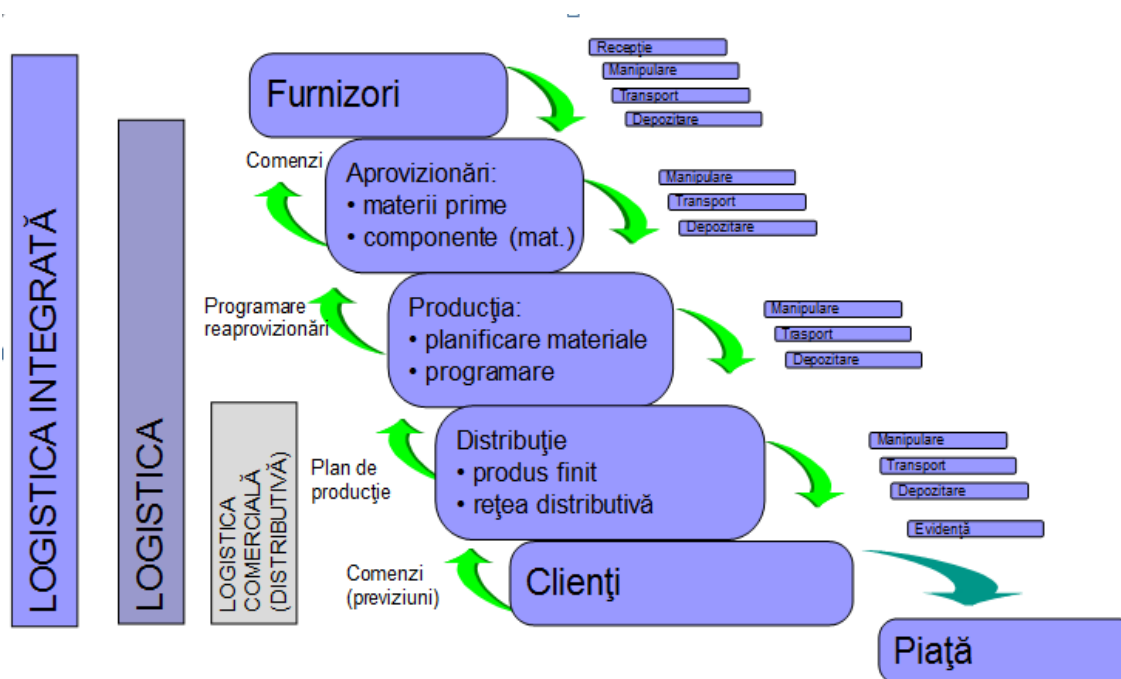 LOGISTICA INTEGRATĂ
LOGISTICA
LOGISTICA
COMERCIALĂ
(DISTRIBUTIVĂ)
Furnizori
Recepţie
Manipulare
Transport
Depozitare
Comenzi
Aprovizionări:
• materii prime
• componente (mat.)
Manipulare
Transport
Depozitare
Programare
reaprovizionări
Producţia:
• planificare materiale
• programare
Manipulare
Trasport
Depozitare
Plan de
producţie
Distribuţie
• produs finit
• reţea distributivă
Manipulare
Transport
Depozitare
Evidenţă
Comenzi
(previziuni)
Clienţi
Piaţă